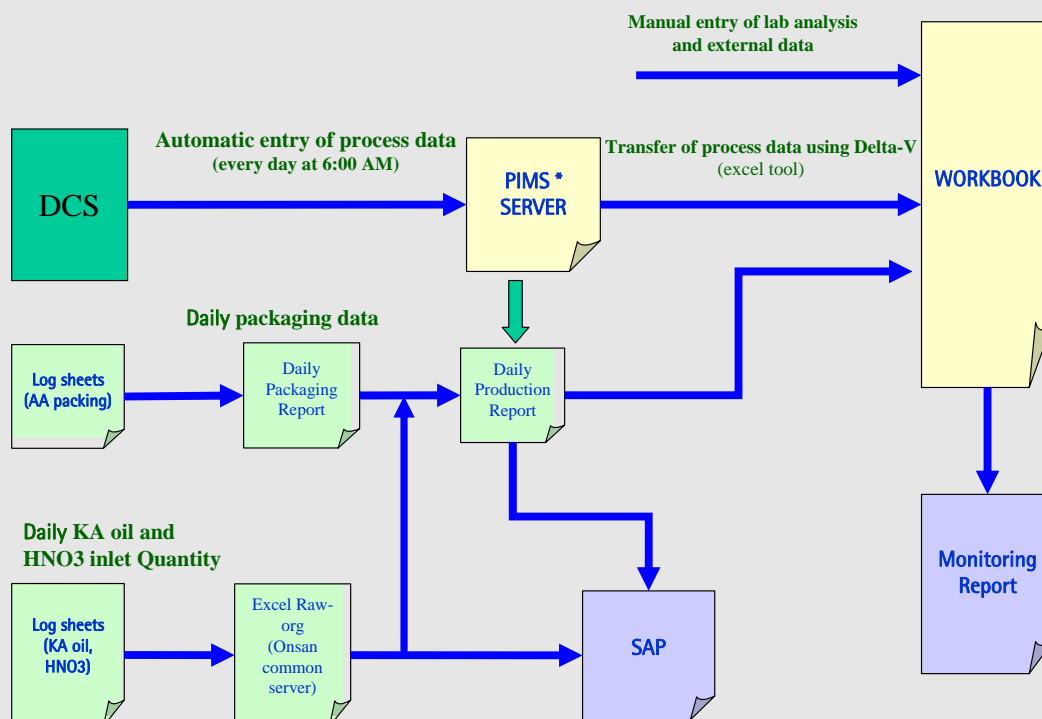 Manual entry of lab analysis
and external data
Automatic entry of process data
(every day at 6:00 AM)
Transfer of process data using Delta-V
(excel tool)
DCS
PIMS *
SERVER
WORKBOOK
Daily packaging data
Log sheets
(AA packing)
Daily
Packaging
Report
Daily
Production
Report
Daily KA oil and
HNO3 inlet Quantity
Log sheets
(KA oil,
HNO3)
Excel Raw-
org
(Onsan
common
server)
SAP
Monitoring
Report